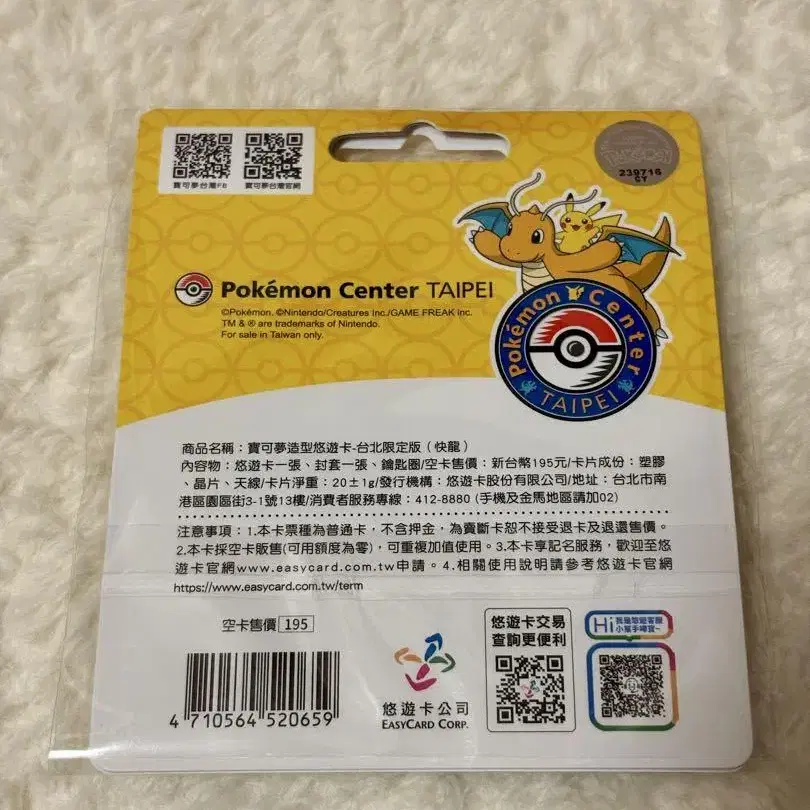 寶可夢台灣FB
寶可夢台灣官網
239716
CY
Pokémon Center TAIPEI
©Pokémon. ©Nintendo/Creatures Inc./GAME FREAK inc.
TM & ® are trademarks of Nintendo.
For sale in Taiwan only.
Pokémon Center
TAIPEI
商品名稱：寶可夢造型悠遊卡-台北限定版（快龍）
內容物：悠遊卡一張、封套一張、鑰匙圈/空卡售價：新台幣195元/卡片成份：塑膠
、晶片、天線/卡片淨重：20±1g/發行機構：悠遊卡股份有限公司/地址：台北市南
港區園區街3-1號13樓/消費者服務專線：412-8880 (手機及金馬地區請加02)
注意事項：1.本卡票種為普通卡，不含押金，為賣斷卡恕不接受退卡及退還售價。
2.本卡採空卡販售(可用額度為零)，可重複加值使用。3.本卡享記名服務，歡迎至悠
遊卡官網www.easycard.com.tw申請。4.相關使用說明請參考悠遊卡官網
https://www.easycard.com.tw/term
空卡售價 195
4 710564 520659
悠遊卡公司
EASYCARD CORP.
悠遊卡交易
查詢更便利
Hi 我是悠遊客服